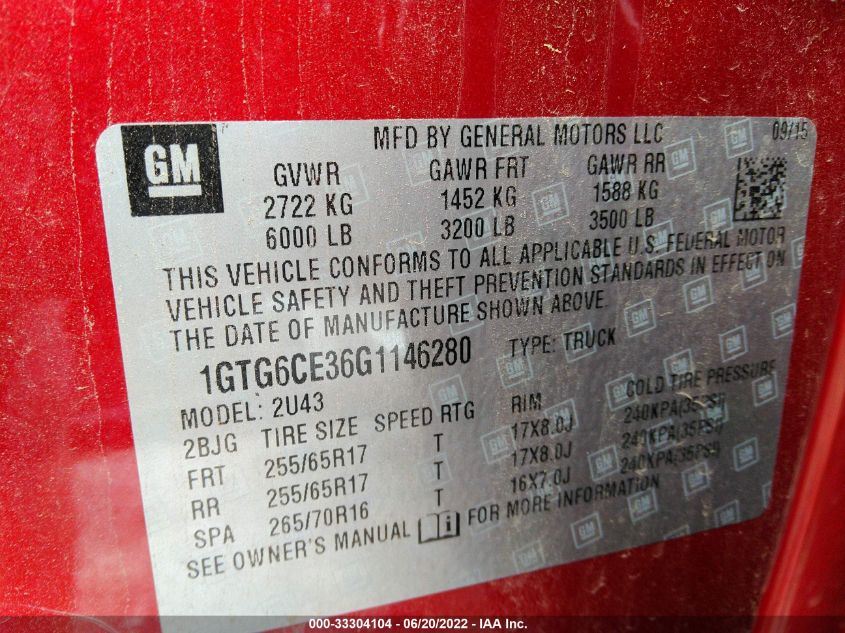 GM
MFD BY GENERAL MOTORS LLC 09/15
GVWR GAWR FRT GAWR RR
2722 KG 1452 KG 1588 KG
6000 LB 3200 LB 3500 LB
THIS VEHICLE CONFORMS TO ALL APPLICABLE U.S. FEDERAL MOTOR
VEHICLE SAFETY AND THEFT PREVENTION STANDARDS IN EFFECT ON
THE DATE OF MANUFACTURE SHOWN ABOVE.
1GTG6CE36G1146280 TYPE: TRUCK
MODEL: 2U43
2BJG TIRE SIZE SPEED RTG RIM COLD TIRE PRESSURE
FRT 255/65R17 T 17X8.0J 240KPA(35PSI)
RR 255/65R17 T 17X8.0J 240KPA(35PSI)
SPA 265/70R16 T 16X7.0J 240KPA(35PSI)
SEE OWNER'S MANUAL FOR MORE INFORMATION
000-33304104 - 06/20/2022 - IAA Inc.